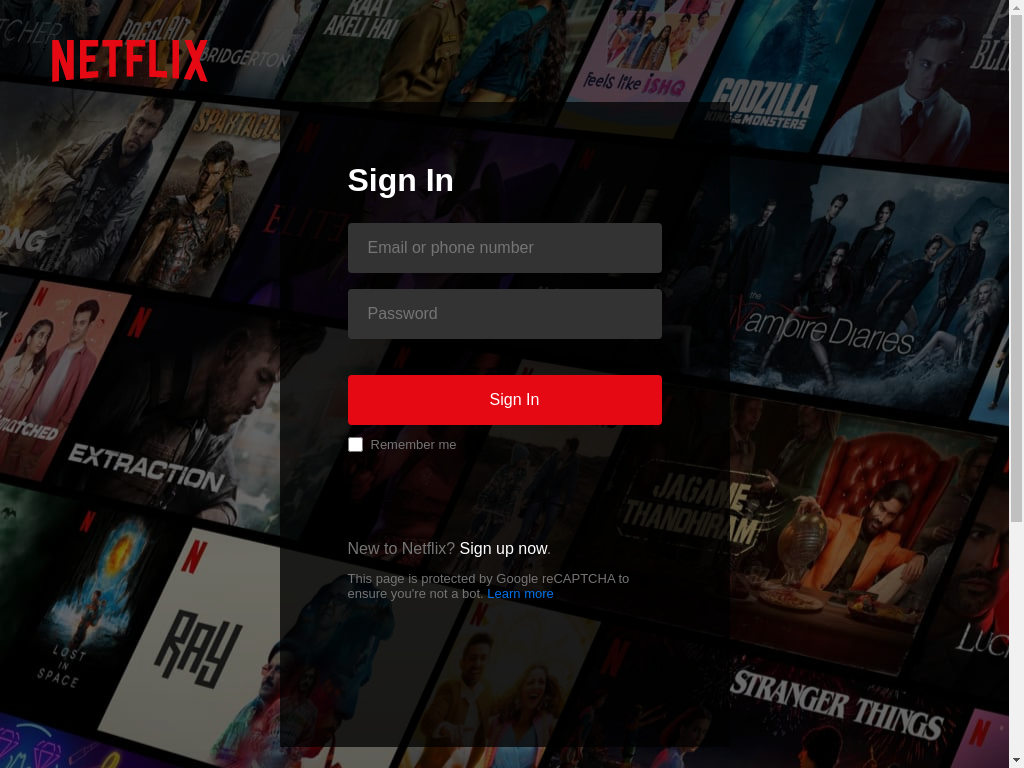 RAAT
AKELI HAI
PAGGLAIT
BRIDGERTON
NETFLIX
feels like ISHQ
GODZILLA
KING OF THE MONSTERS
SPARTACUS
Sign In
ELITE
Email or phone number
Password
the
Vampire Diaries
Sign In
Remember me
EXTRACTION
JAGAME
THANDHIRAM
New to Netflix? Sign up now.
This page is protected by Google reCAPTCHA to
ensure you're not a bot. Learn more
RAY
LOST
IN
SPACE
STRANGER THINGS